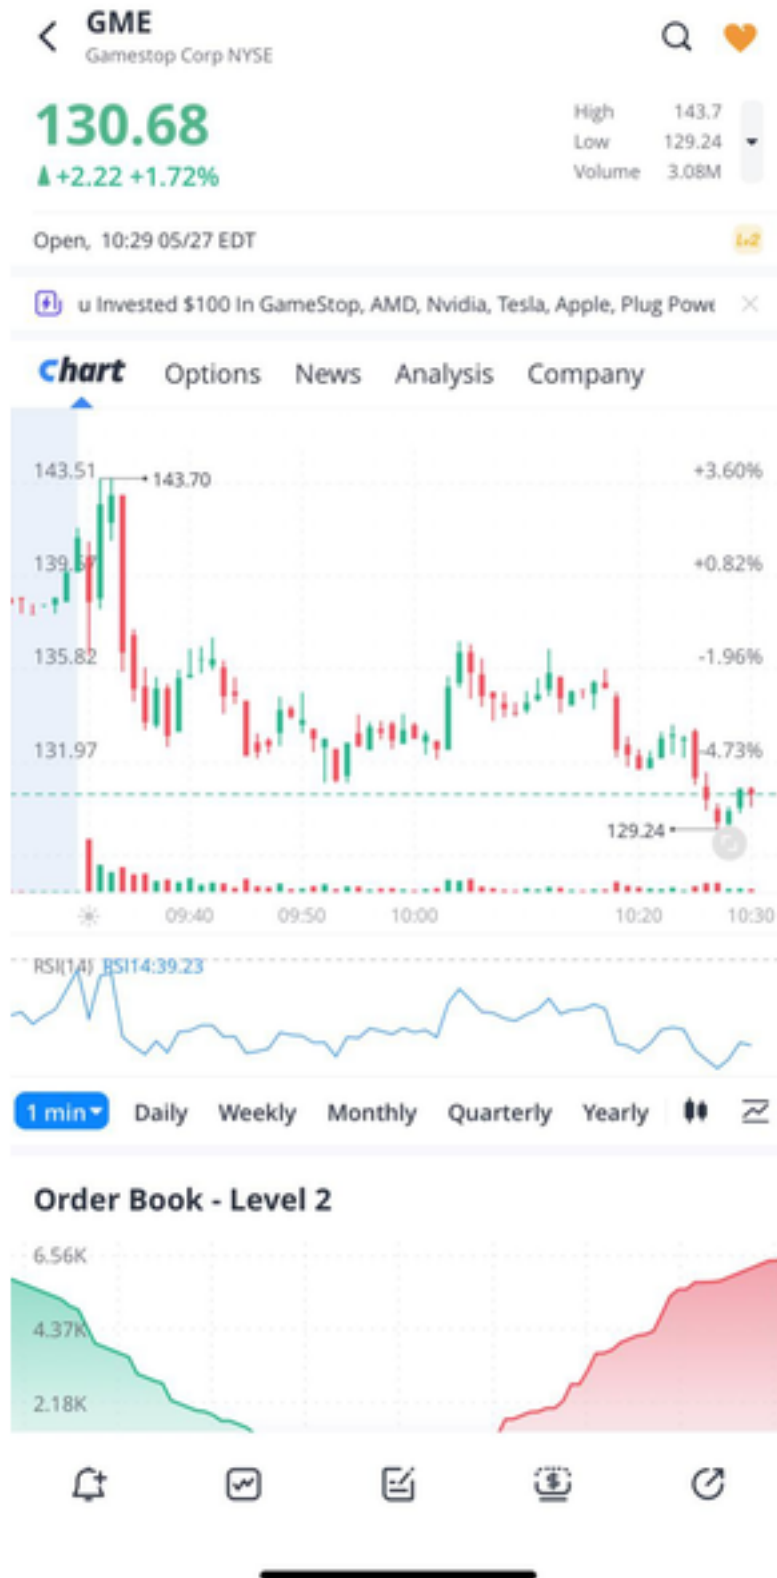 GME
Gamestop Corp NYSE
130.68
+2.22 +1.72%
High 143.7
Low 129.24
Volume 3.08M
Open, 10:29 05/27 EDT
Lv2
u Invested $100 In GameStop, AMD, Nvidia, Tesla, Apple, Plug Powe
Chart Options News Analysis Company
143.51 143.70 +3.60%
139.67 +0.82%
135.82 -1.96%
131.97 -4.73%
129.24
09:40 09:50 10:00 10:20 10:30
RSI(14) RSI14:39.23
1 min Daily Weekly Monthly Quarterly Yearly
Order Book - Level 2
6.56K
4.37K
2.18K